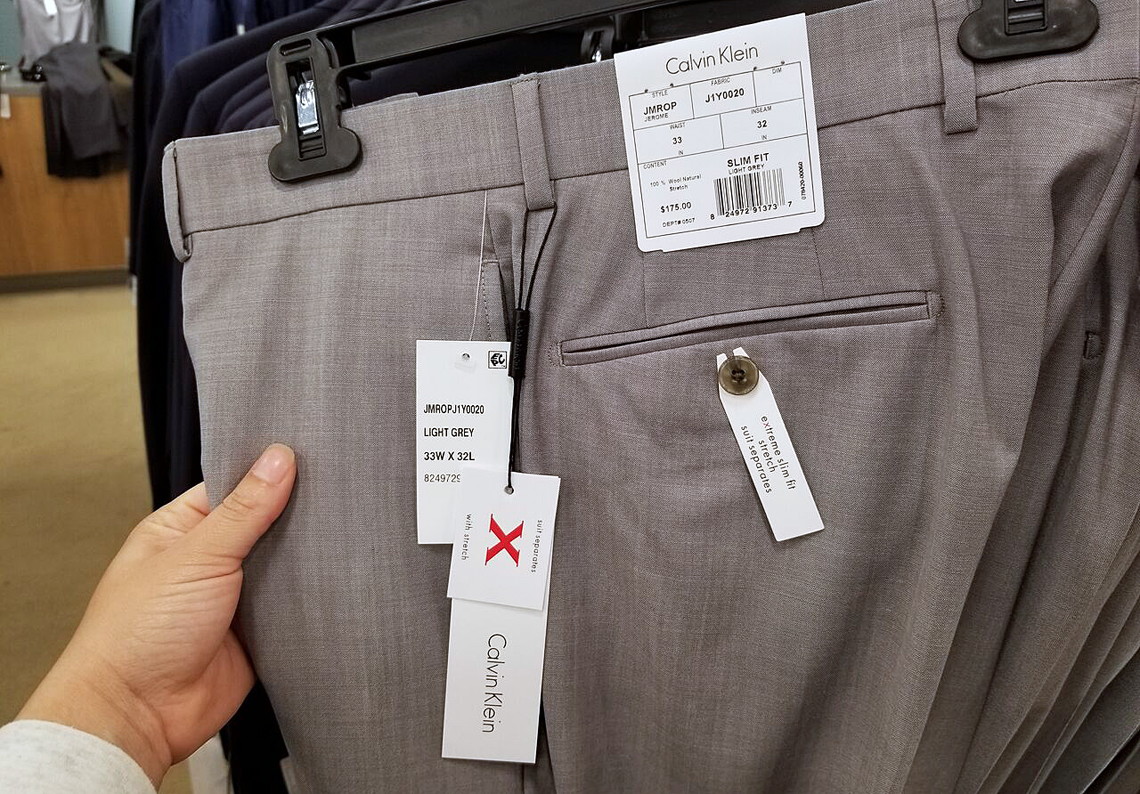 Calvin Klein
STYLE FABRIC DIM
JMROP J1Y0020
JEROME
WAIST INSEAM
33 32
IN IN
CONTENT
SLIM FIT
LIGHT GREY
100 % Wool Natural
Stretch
$175.00
DEPT# 0507
8 24972 91373 7
JMROPJ1Y0020
LIGHT GREY
33W X 32L
8249729
with stretch
X
suit separates
Calvin Klein
extreme slim fit
stretch
suit separates